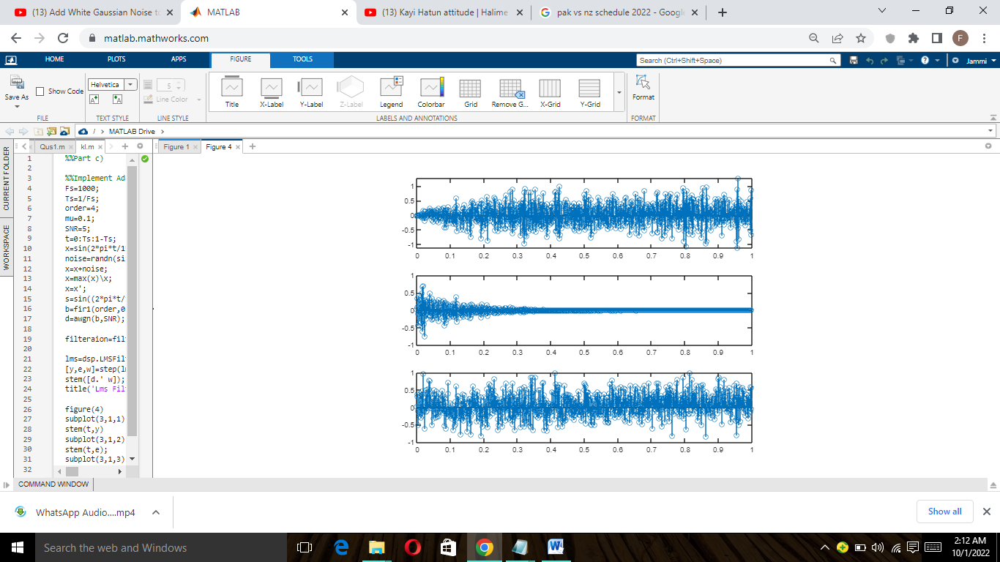 (13) Add White Gaussian Noise to
MATLAB
(13) Kayi Hatun attitude | Halime
pak vs nz schedule 2022 - Google
matlab.mathworks.com
F
HOME
PLOTS
APPS
FIGURE
TOOLS
Search (Ctrl+Shift+Space)
Jammi
Save As
Show Code
FILE
Helvetica
A
A
TEXT STYLE
5
Line Color
LINE STYLE
Title
X-Label
Y-Label
Z-Label
Legend
Colorbar
Grid
Remove G...
X-Grid
Y-Grid
LABELS AND ANNOTATIONS
Format
FORMAT
/ > MATLAB Drive >
CURRENT FOLDER
WORKSPACE
Qus1.m
kl.m
Figure 1
Figure 4
1 %%Part c)
2
3 %%Implement Ad
4 Fs=1000;
5 Ts=1/Fs;
6 order=4;
7 mu=0.1;
8 SNR=5;
9 t=0:Ts:1-Ts;
10 x=sin(2*pi*t/1
11 noise=randn(si
12 x=x+noise;
13 x=max(x)\x;
14 x=x';
15 s=sin((2*pi*t/
16 b=fir1(order,0
17 d=awgn(b,SNR);
18
19 filteraion=fil
20
21 lms=dsp.LMSFil
22 [y,e,w]=step(l
23 stem([d.' w]);
24 title('Lms Fil
25
26 figure(4)
27 subplot(3,1,1)
28 stem(t,y)
29 subplot(3,1,2)
30 stem(t,e);
31 subplot(3,1,3)
32
1
0.5
0
-0.5
-1
0 0.1 0.2 0.3 0.4 0.5 0.6 0.7 0.8 0.9 1
1
0.5
0
-0.5
-1
0 0.1 0.2 0.3 0.4 0.5 0.6 0.7 0.8 0.9 1
1
0.5
0
-0.5
-1
0 0.1 0.2 0.3 0.4 0.5 0.6 0.7 0.8 0.9 1
COMMAND WINDOW
WhatsApp Audio....mp4
Show all
Search the web and Windows
2:12 AM
10/1/2022